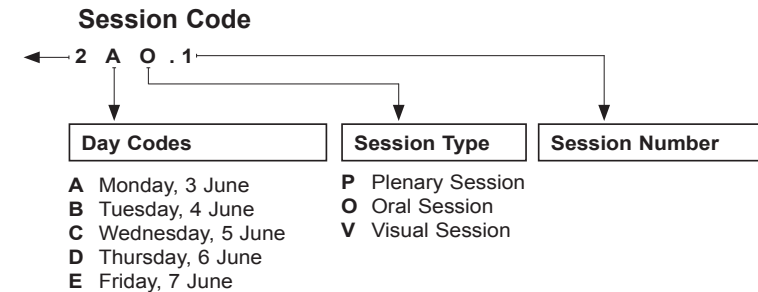 Session Code
2 A O . 1
Day Codes
A Monday, 3 June
B Tuesday, 4 June
C Wednesday, 5 June
D Thursday, 6 June
E Friday, 7 June
Session Type
P Plenary Session
O Oral Session
V Visual Session
Session Number